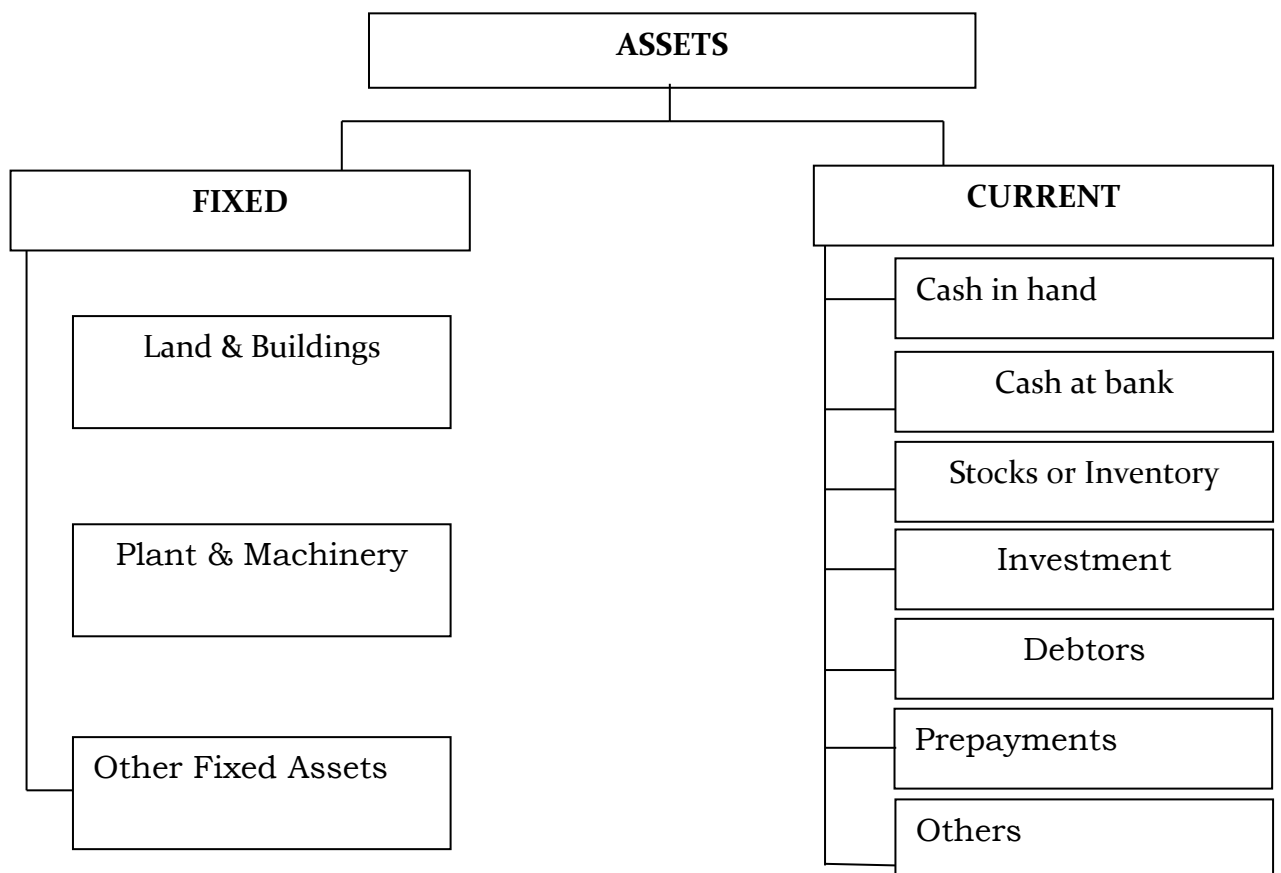 ASSETS
FIXED
Land & Buildings
Plant & Machinery
Other Fixed Assets
CURRENT
Cash in hand
Cash at bank
Stocks or Inventory
Investment
Debtors
Prepayments
Others